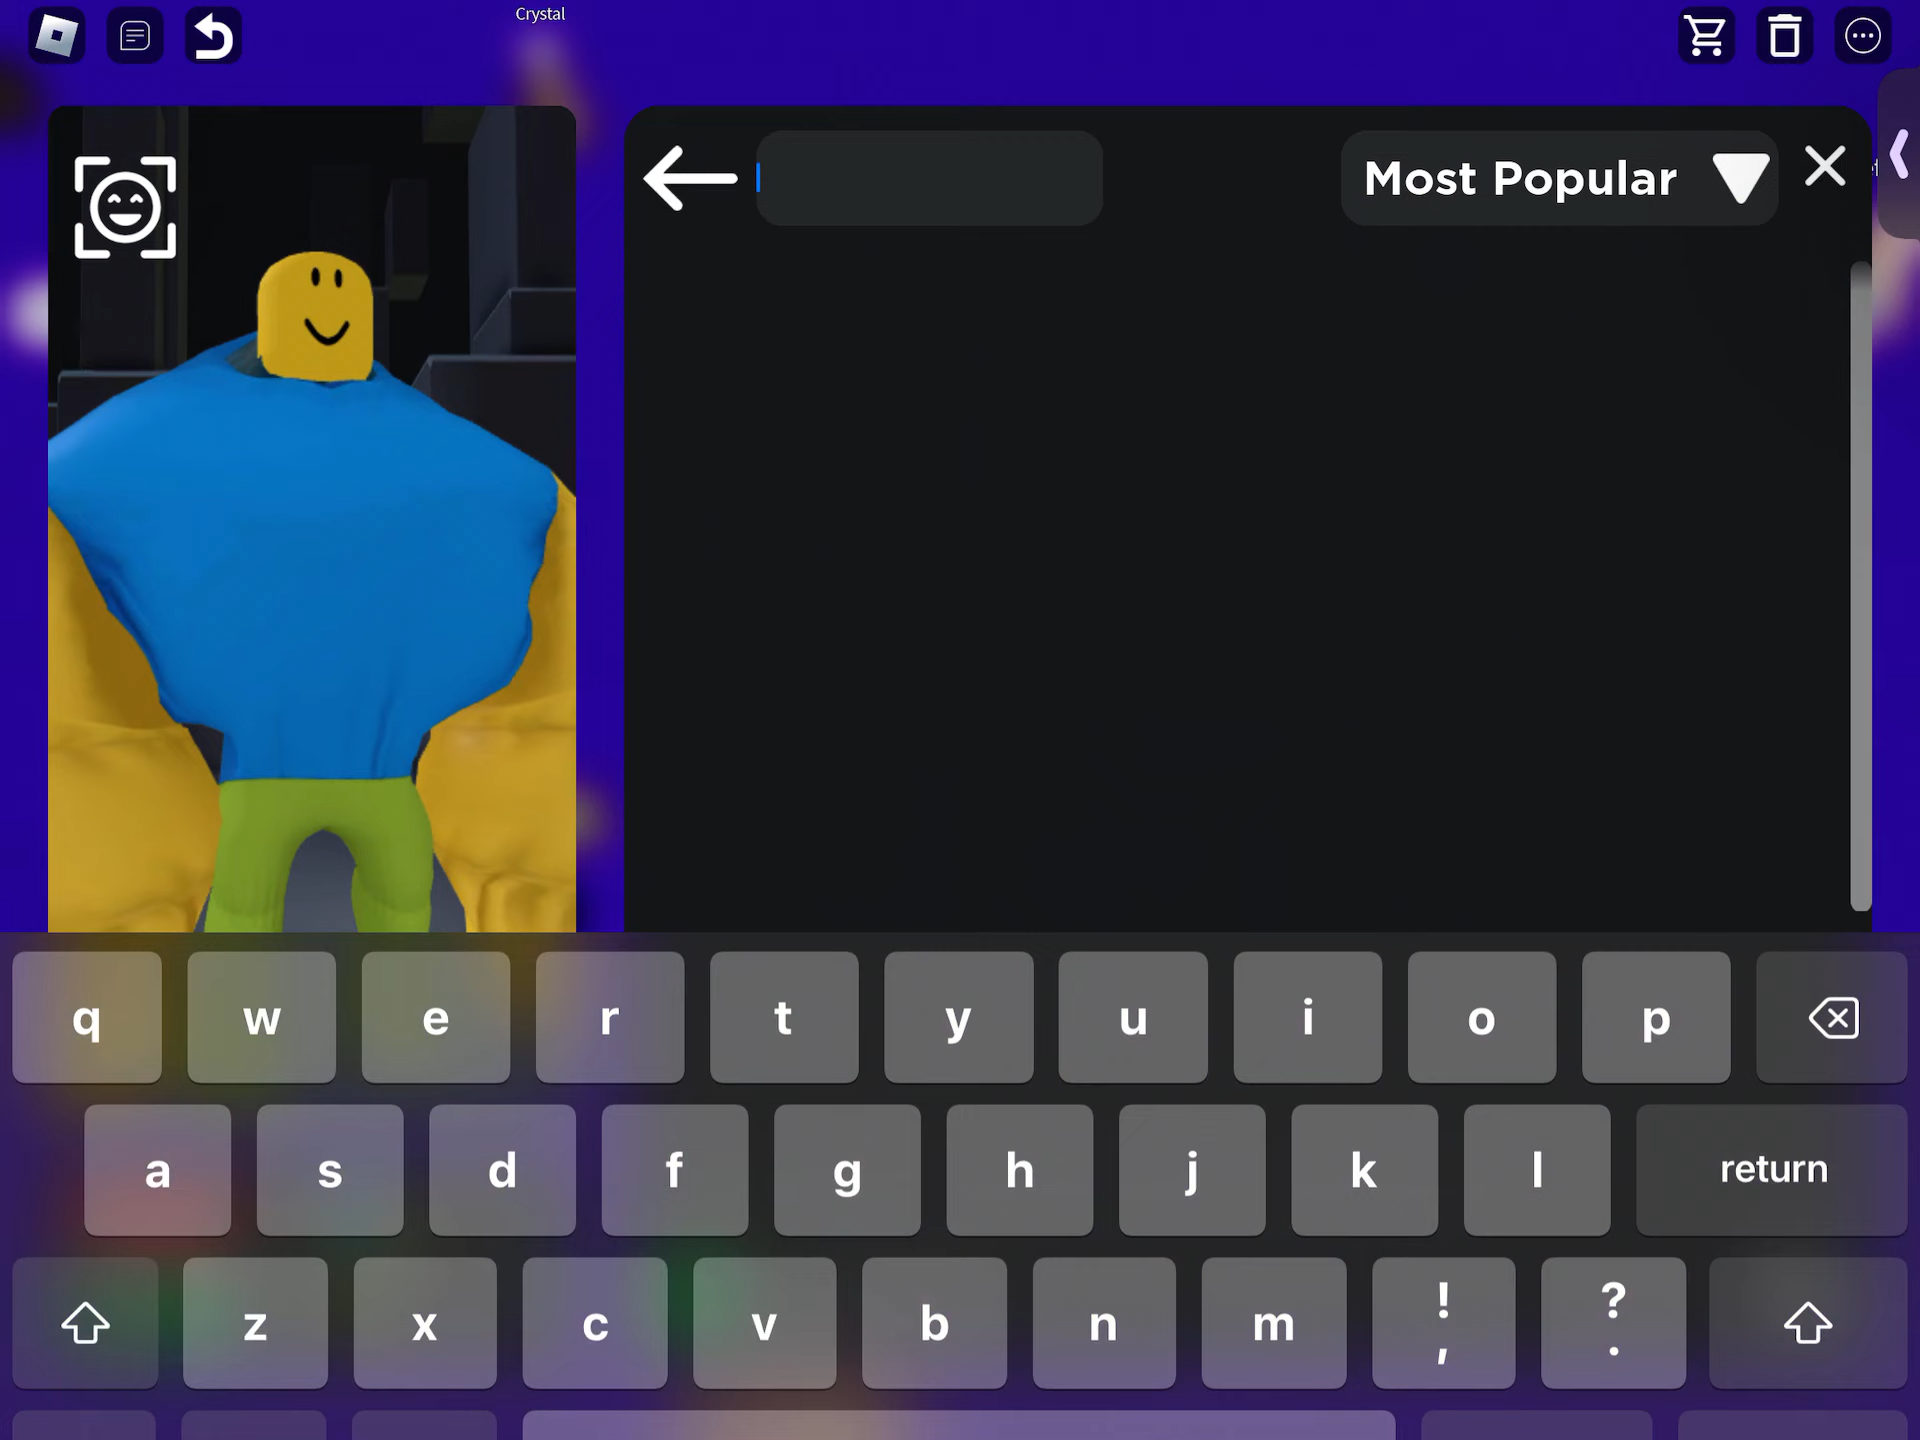 Crystal
Most Popular
q w e r t y u i o p
a s d f g h j k l return
z x c v b n m ! , ? .